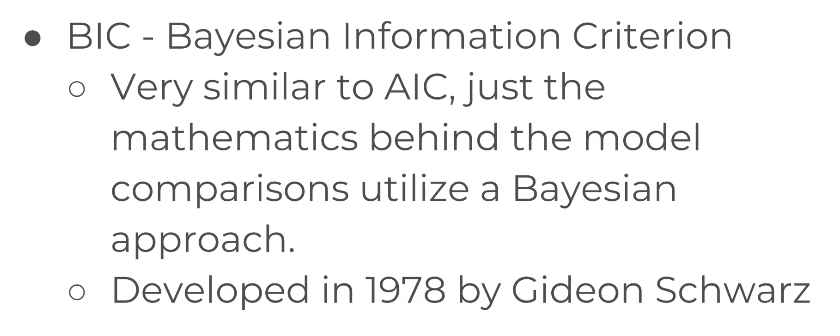 ● BIC - Bayesian Information Criterion
○ Very similar to AIC, just the
mathematics behind the model
comparisons utilize a Bayesian
approach.
○ Developed in 1978 by Gideon Schwarz